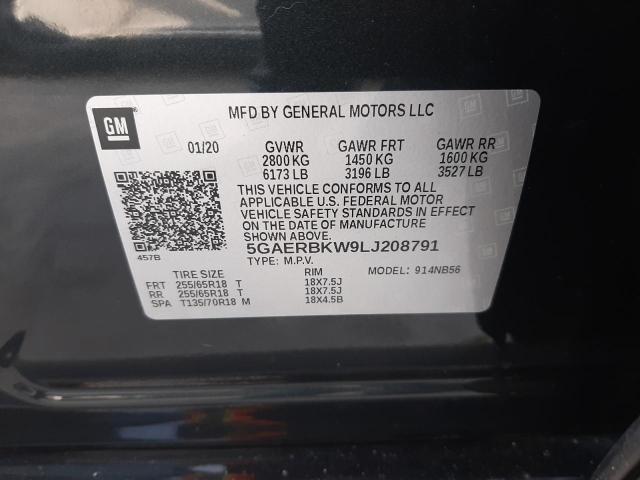 MFD BY GENERAL MOTORS LLC
GM
01/20 GVWR GAWR FRT GAWR RR
2800 KG 1450 KG 1600 KG
6173 LB 3196 LB 3527 LB
THIS VEHICLE CONFORMS TO ALL
APPLICABLE U.S. FEDERAL MOTOR
VEHICLE SAFETY STANDARDS IN EFFECT
ON THE DATE OF MANUFACTURE
SHOWN ABOVE.
5GAERBKW9LJ208791
457B
TYPE: M.P.V. MODEL: 914NB56
TIRE SIZE RIM
FRT 255/65R18 T 18X7.5J
RR 255/65R18 T 18X7.5J
SPA T135/70R18 M 18X4.5B